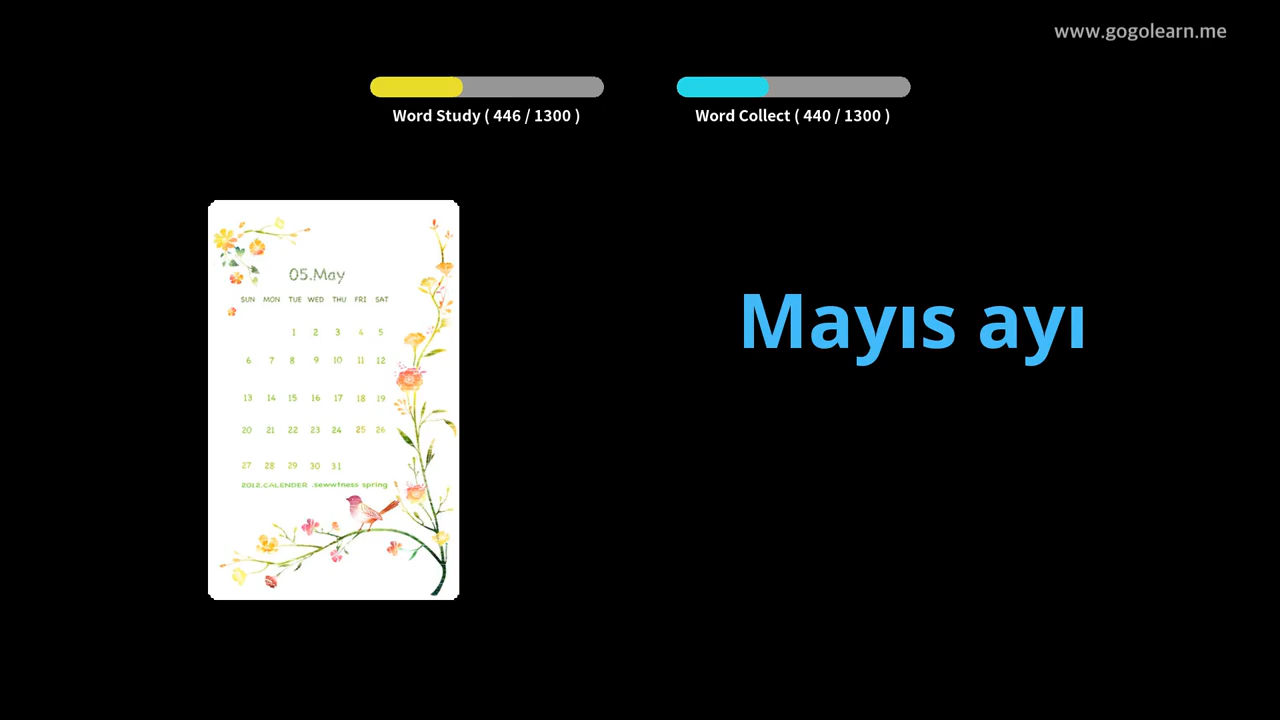 www.gogolearn.me
Word Study ( 446 / 1300 )
Word Collect ( 440 / 1300 )
05.May
SUN MON TUE WED THU FRI SAT
1 2 3 4 5
6 7 8 9 10 11 12
13 14 15 16 17 18 19
20 21 22 23 24 25 26
27 28 29 30 31
2012.CALENDER .sewwtness spring
Mayıs ayı